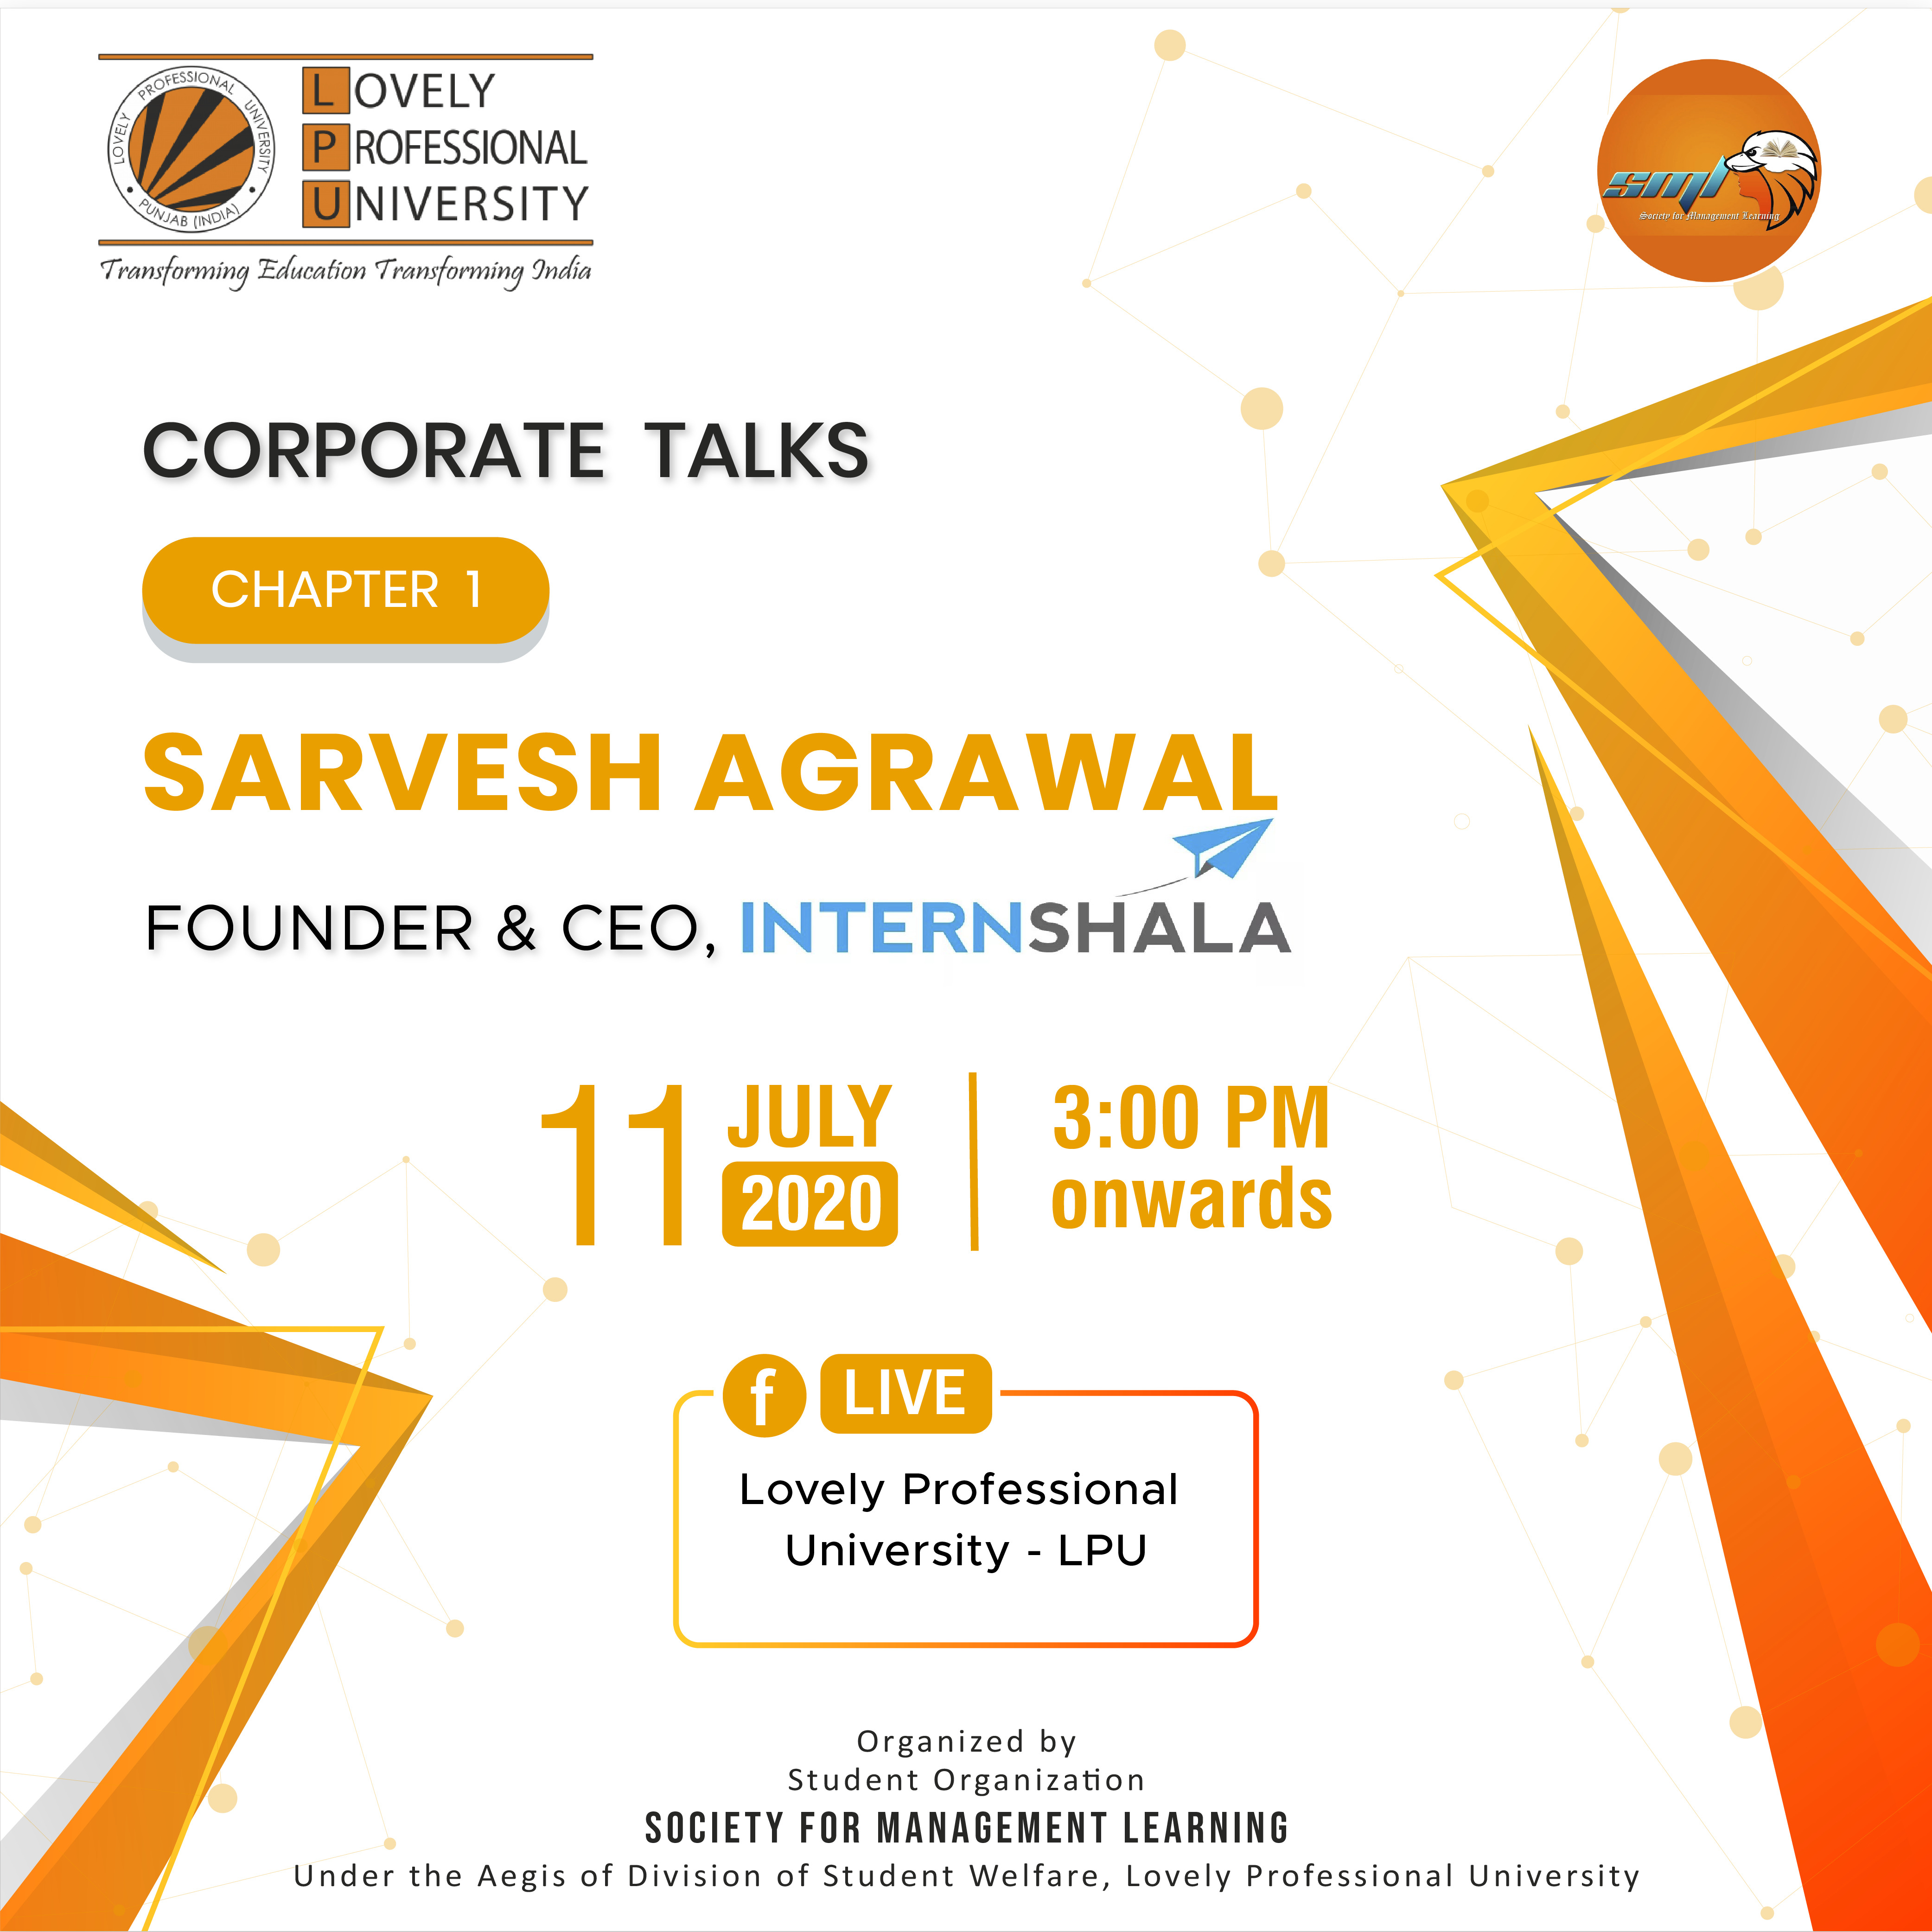 LOVELY PROFESSIONAL UNIVERSITY
PUNJAB (INDIA)
LOVELY
PROFESSIONAL
UNIVERSITY
Transforming Education Transforming India
sml
Society for Management Learning
CORPORATE TALKS
CHAPTER 1
SARVESH AGRAWAL
FOUNDER & CEO, INTERNSHALA
11 JULY
2020
3:00 PM
onwards
f LIVE
Lovely Professional
University - LPU
Organized by
Student Organization
SOCIETY FOR MANAGEMENT LEARNING
Under the Aegis of Division of Student Welfare, Lovely Professional University